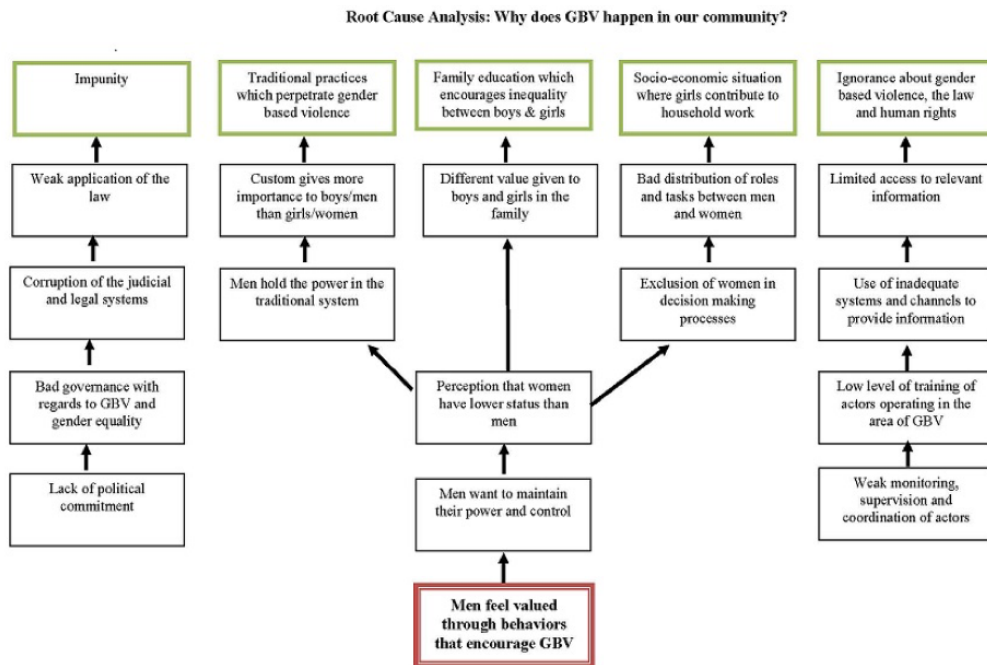 Root Cause Analysis: Why does GBV happen in our community?
Impunity
Traditional practices
which perpetrate gender
based violence
Family education which
encourages inequality
between boys & girls
Socio-economic situation
where girls contribute to
household work
Ignorance about gender
based violence, the law
and human rights
Weak application of the
law
Custom gives more
importance to boys/men
than girls/women
Different value given to
boys and girls in the
family
Bad distribution of roles
and tasks between men
and women
Limited access to relevant
information
Corruption of the judicial
and legal systems
Men hold the power in the
traditional system
Exclusion of women in
decision making
processes
Use of inadequate
systems and channels to
provide information
Bad governance with
regards to GBV and
gender equality
Perception that women
have lower status than
men
Low level of training of
actors operating in the
area of GBV
Lack of political
commitment
Men want to maintain
their power and control
Weak monitoring,
supervision and
coordination of actors
Men feel valued
through behaviors
that encourage GBV